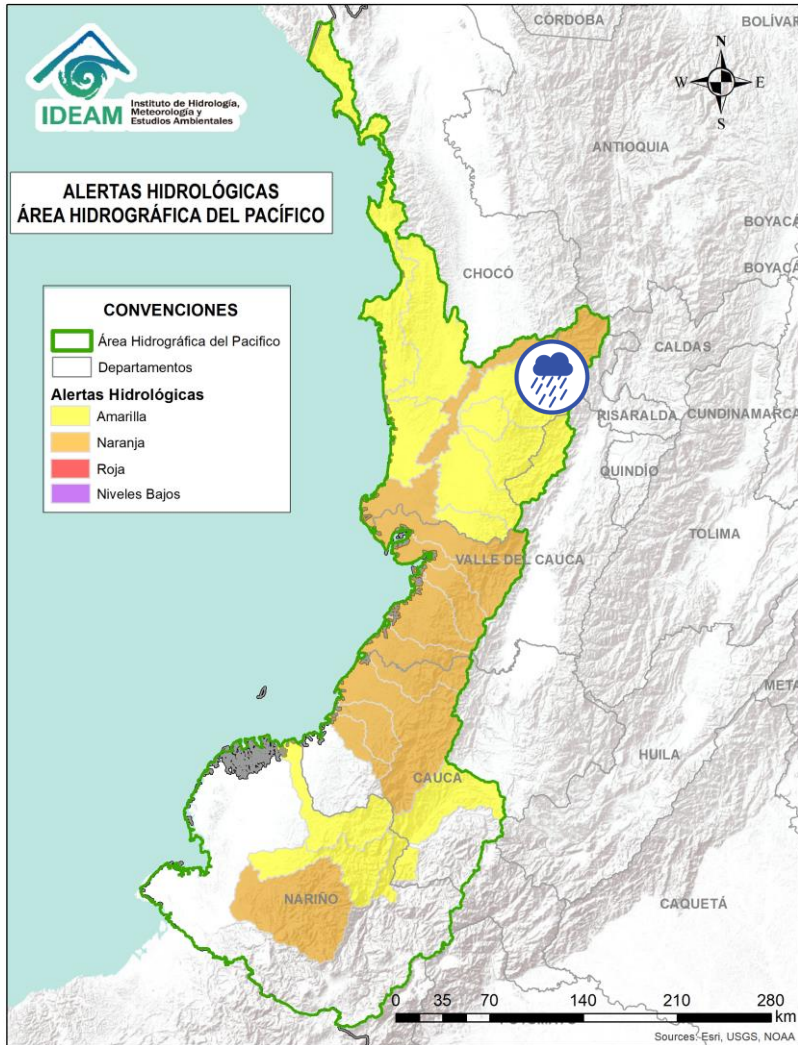 CÓRDOBA
BOLÍVAR
N
W
E
S
IDEAM
Instituto de Hidrología,
Meteorología y
Estudios Ambientales
ANTIOQUIA
ALERTAS HIDROLÓGICAS
ÁREA HIDROGRÁFICA DEL PACÍFICO
BOYACÁ
BOYACÁ
CHOCÓ
CONVENCIONES
Área Hidrográfica del Pacifico
Departamentos
Alertas Hidrológicas
Amarilla
Naranja
Roja
Niveles Bajos
CALDAS
RISARALDA
CUNDINAMARCA
QUINDÍO
TOLIMA
VALLE DEL CAUCA
META
HUILA
CAUCA
NARIÑO
CAQUETÁ
0 35 70 140 210 280
km
Sources: Esri, USGS, NOAA